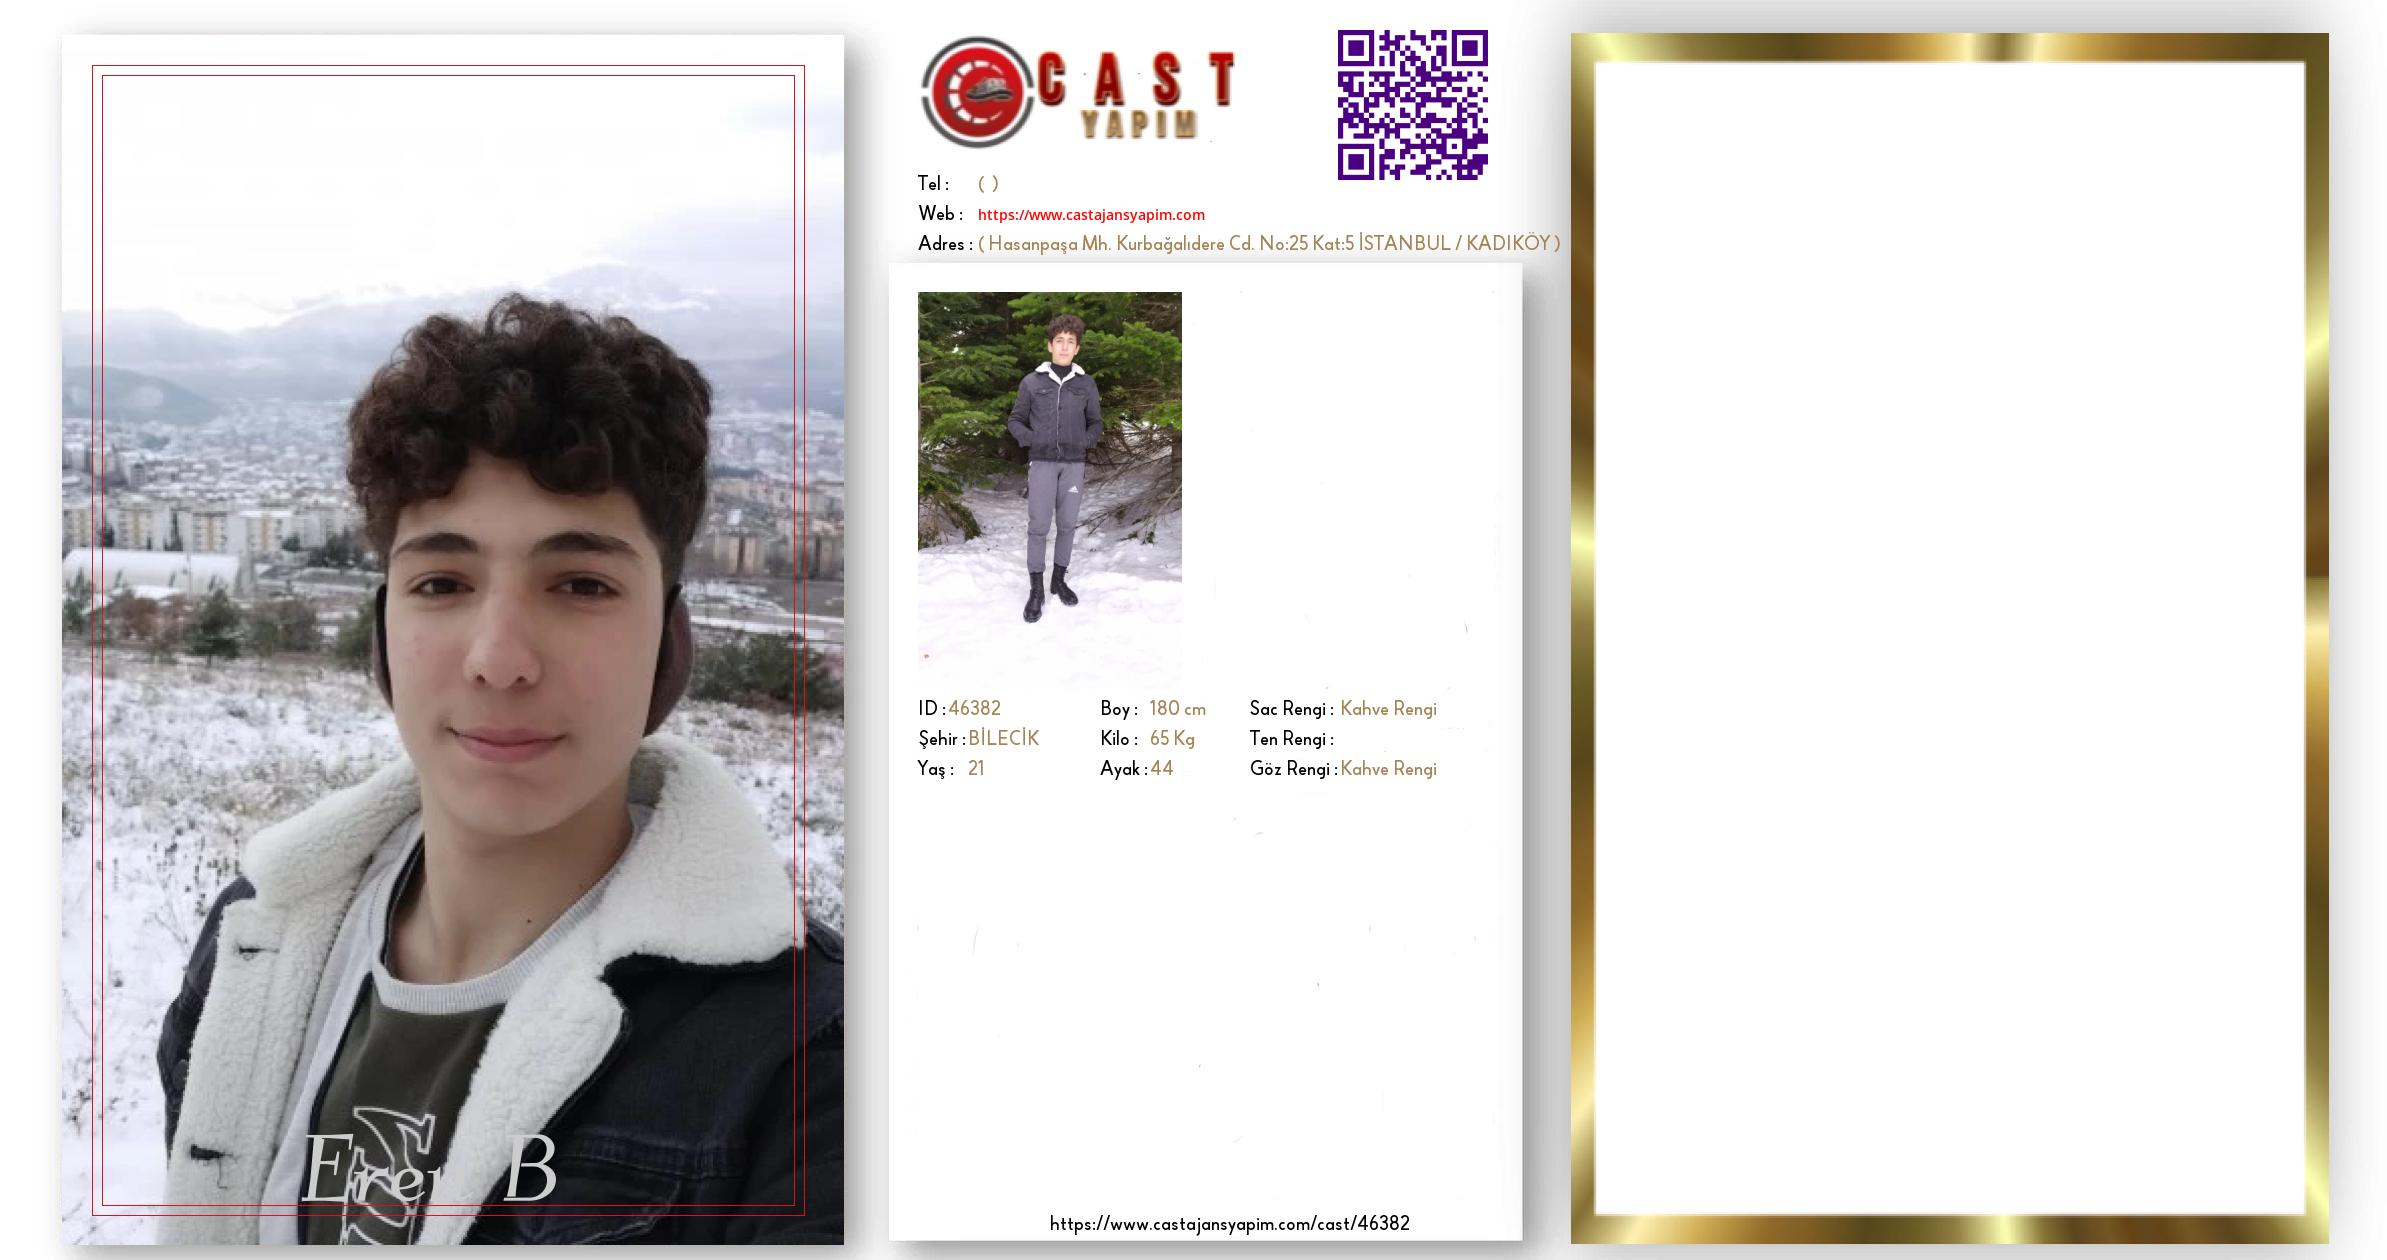 Eren B
CAST
YAPIM
Tel : ( )
Web : https://www.castajansyapim.com
Adres : ( Hasanpaşa Mh. Kurbağalıdere Cd. No:25 Kat:5 İSTANBUL / KADIKÖY )
ID : 46382 Boy : 180 cm Sac Rengi : Kahve Rengi
Şehir : BİLECİK Kilo : 65 Kg Ten Rengi :
Yaş : 21 Ayak : 44 Göz Rengi : Kahve Rengi
https://www.castajansyapim.com/cast/46382